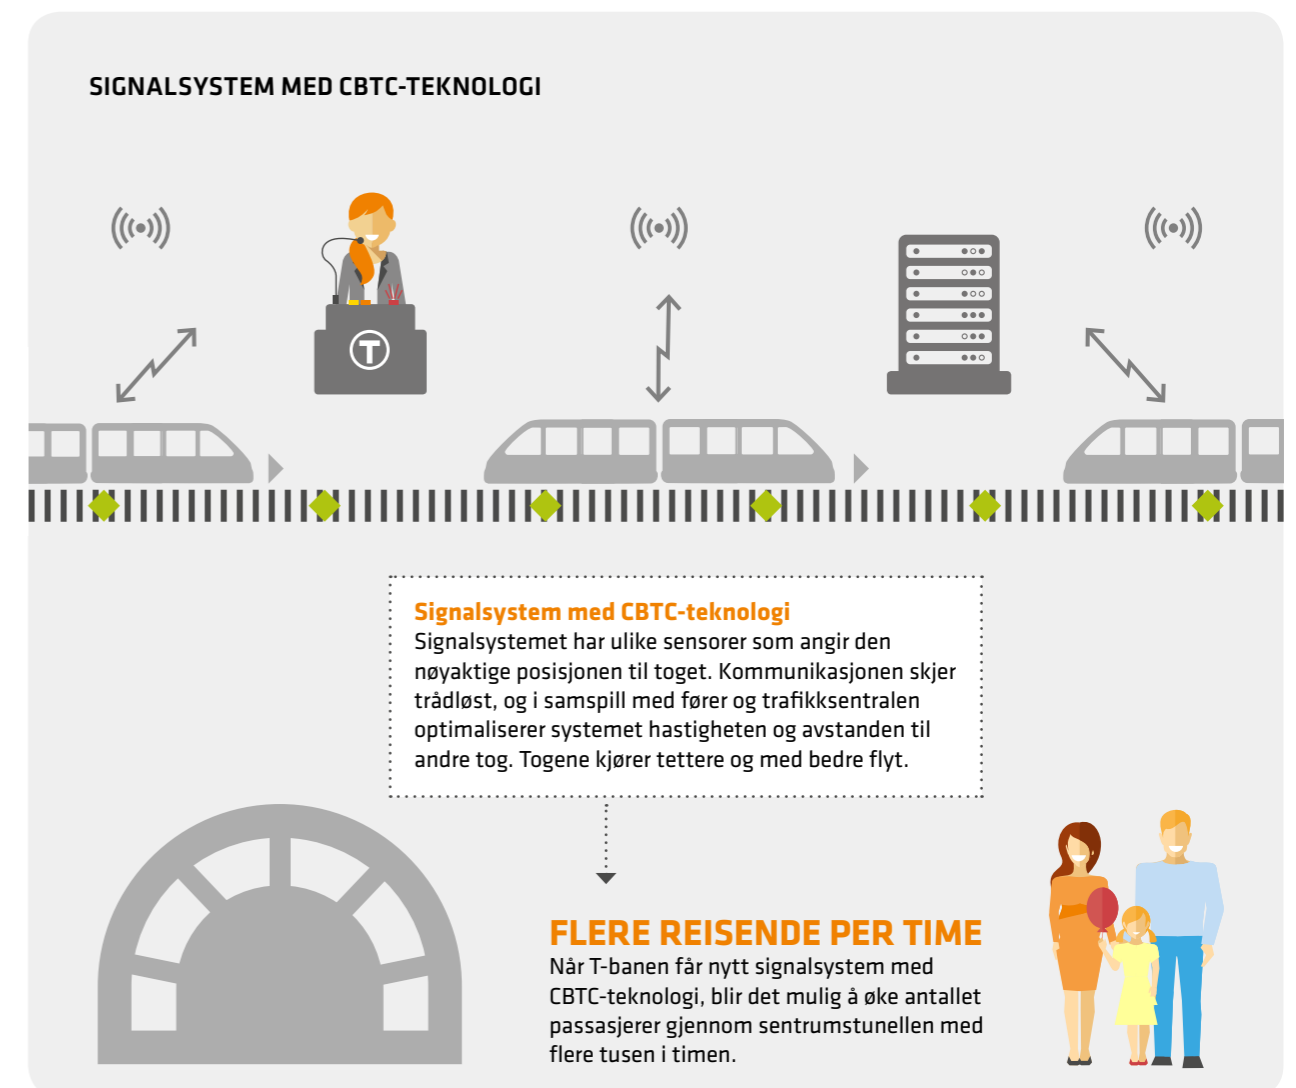 SIGNALSYSTEM MED CBTC-TEKNOLOGI
T
Signalsystem med CBTC-teknologi
Signalsystemet har ulike sensorer som angir den
nøyaktige posisjonen til toget. Kommunikasjonen skjer
trådløst, og i samspill med fører og trafikksentralen
optimaliserer systemet hastigheten og avstanden til
andre tog. Togene kjører tettere og med bedre flyt.
FLERE REISENDE PER TIME
Når T-banen får nytt signalsystem med
CBTC-teknologi, blir det mulig å øke antallet
passasjerer gjennom sentrumstunellen med
flere tusen i timen.